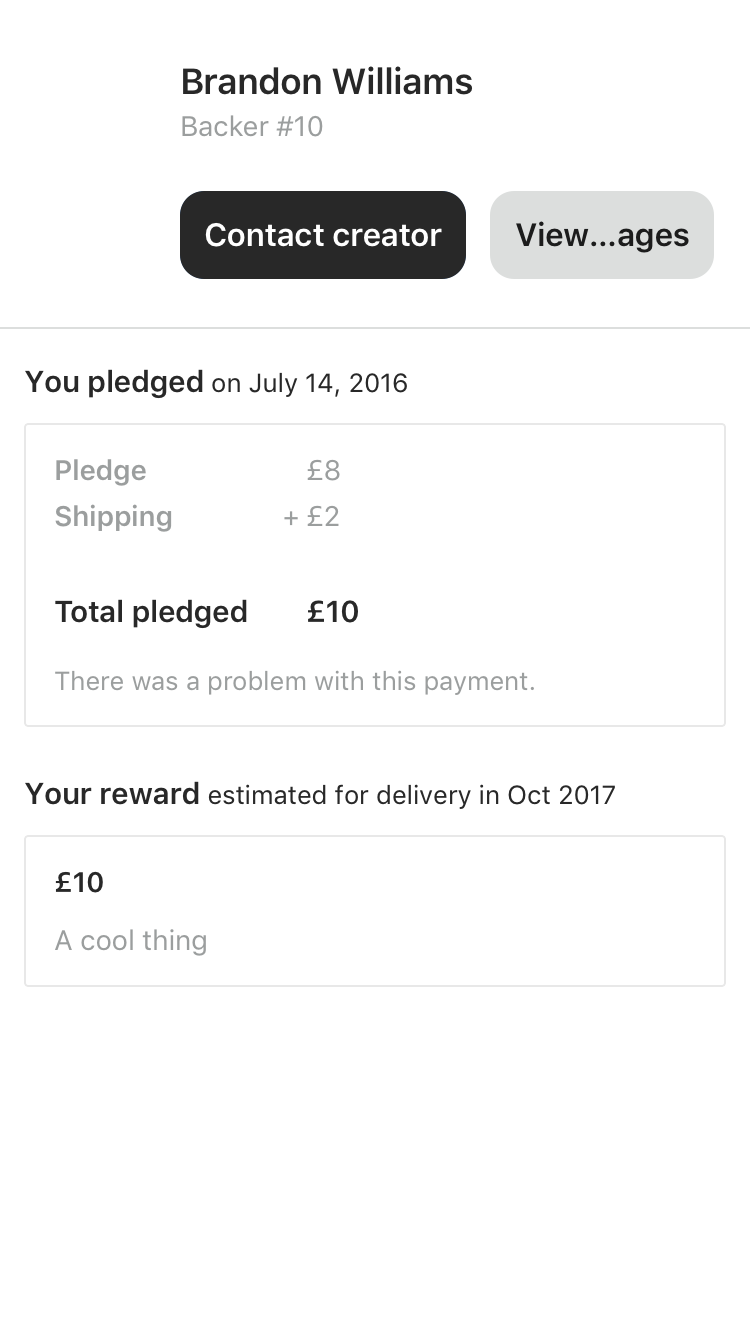 Brandon Williams
Backer #10
Contact creator
View...ages
You pledged on July 14, 2016
Pledge £8
Shipping + £2
Total pledged £10
There was a problem with this payment.
Your reward estimated for delivery in Oct 2017
£10
A cool thing